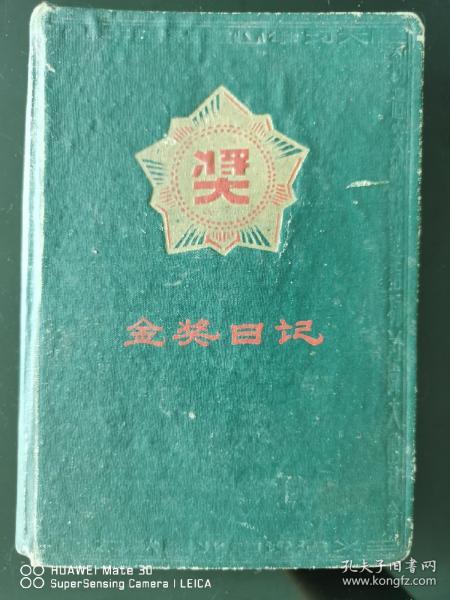 奖
金奖日记
HUAWEI Mate 30
SuperSensing Camera | LEICA
孔夫子旧书网
www.kongfz.com